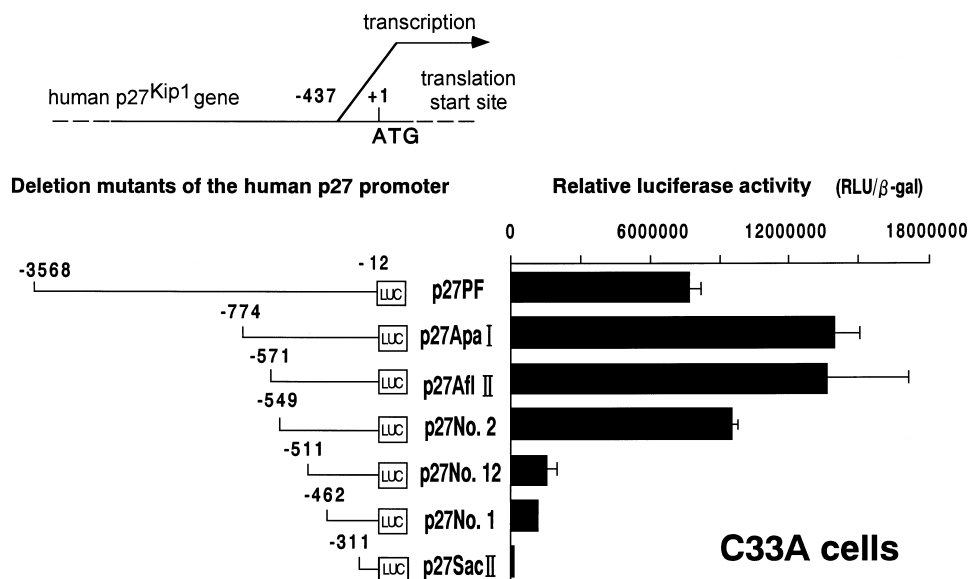 transcription
human p27Kip1 gene
-437
+1
translation
start site
ATG
Deletion mutants of the human p27 promoter
Relative luciferase activity (RLU/β-gal)
0 6000000 12000000 18000000
-3568
-12
LUC
p27PF
-774
LUC
p27Apa I
-571
LUC
p27Afl II
-549
LUC
p27No. 2
-511
LUC
p27No. 12
-462
LUC
p27No. 1
-311
LUC
p27Sac II
C33A cells